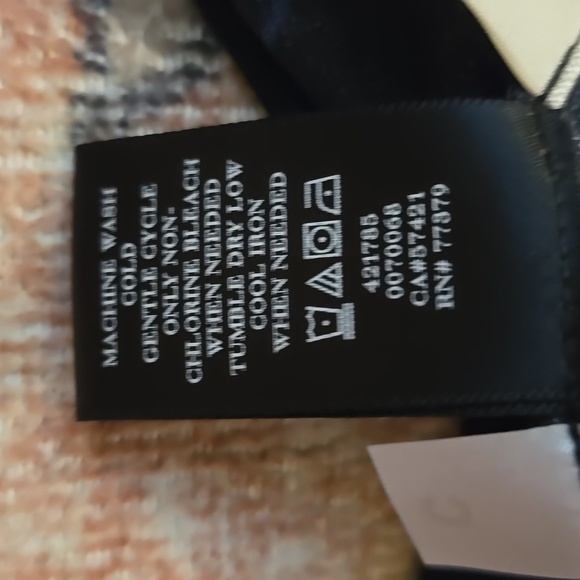 MACHINE WASH
COLD
GENTLE CYCLE
ONLY NON-
CHLORINE BLEACH
WHEN NEEDED
TUMBLE DRY LOW
COOL IRON
WHEN NEEDED
421785
0070068
CA#57421
RN# 77379
C